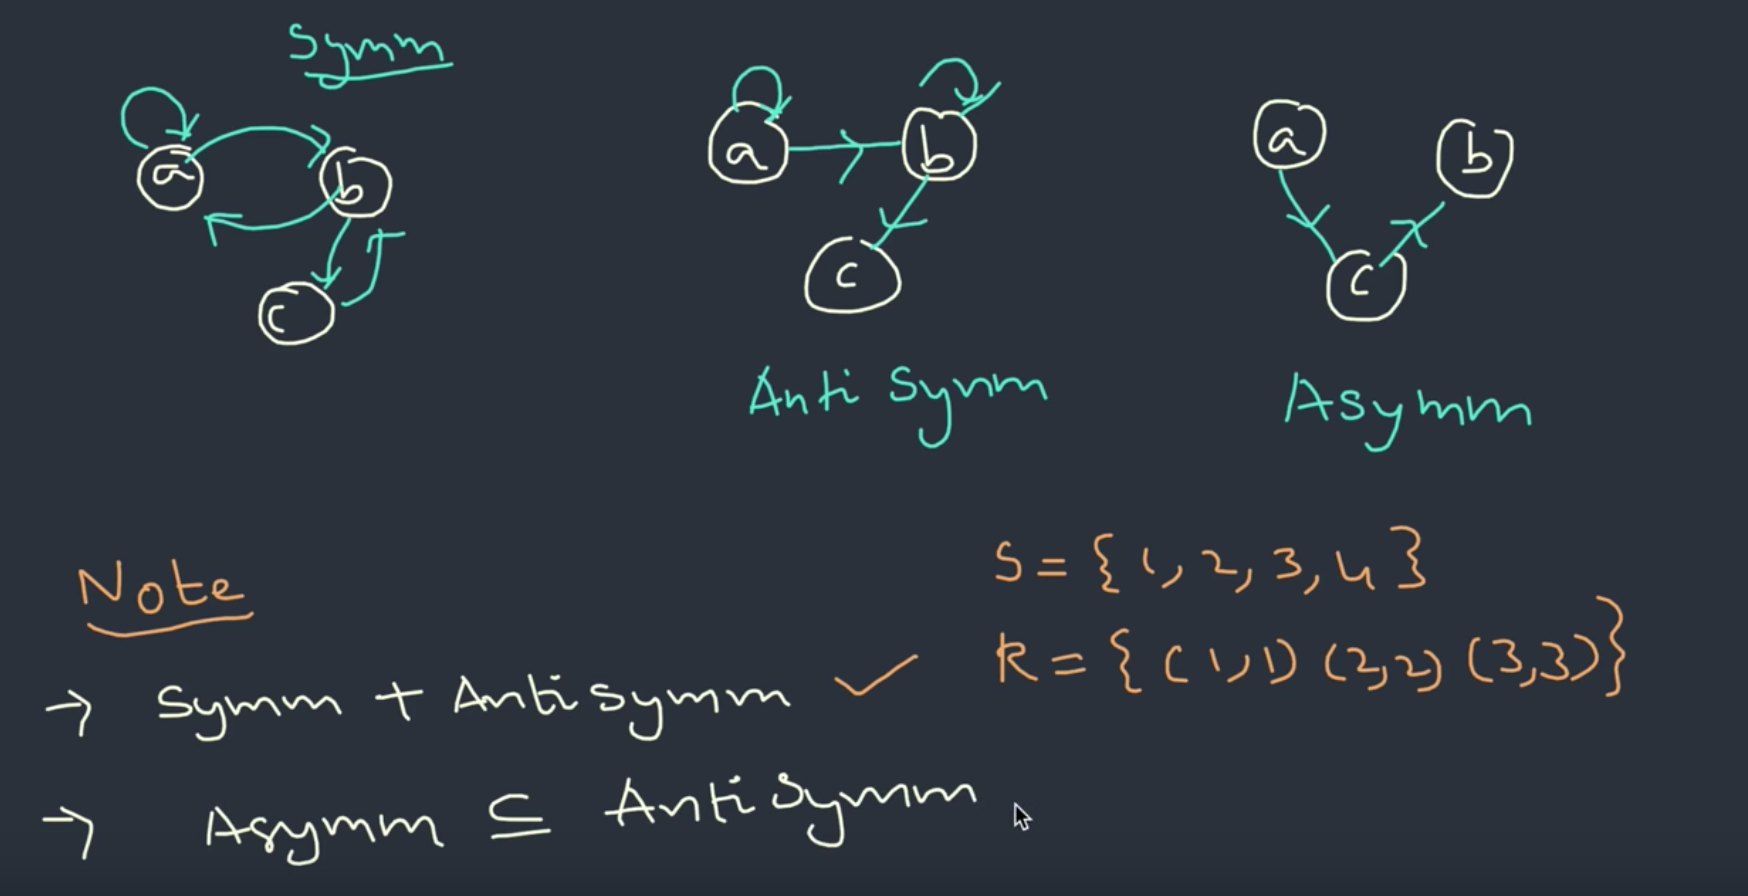 Symm
a
b
c
a
b
c
Anti Symm
a
b
c
Asymm
Note
S = { 1, 2, 3, 4 }
R = { (1,1) (2,2) (3,3) }
→ Symm + Antisymm ✓
→ Asymm ⊆ AntiSymm